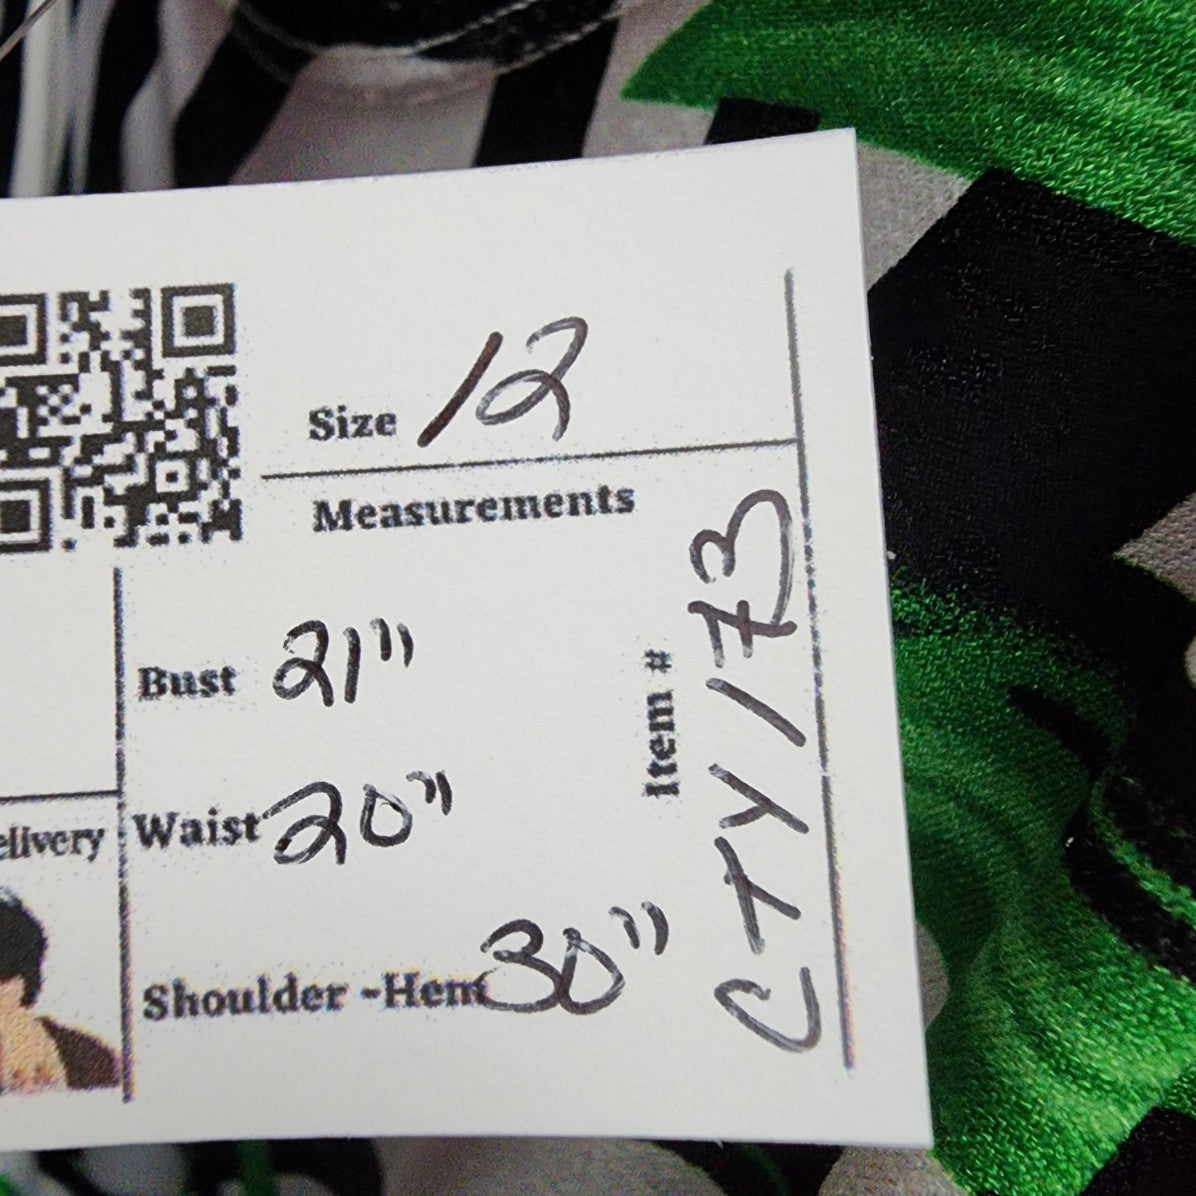 Size 12
Measurements
Bust 21"
Waist 20"
Shoulder -Hem 30"
Item #
CTY173
elivery